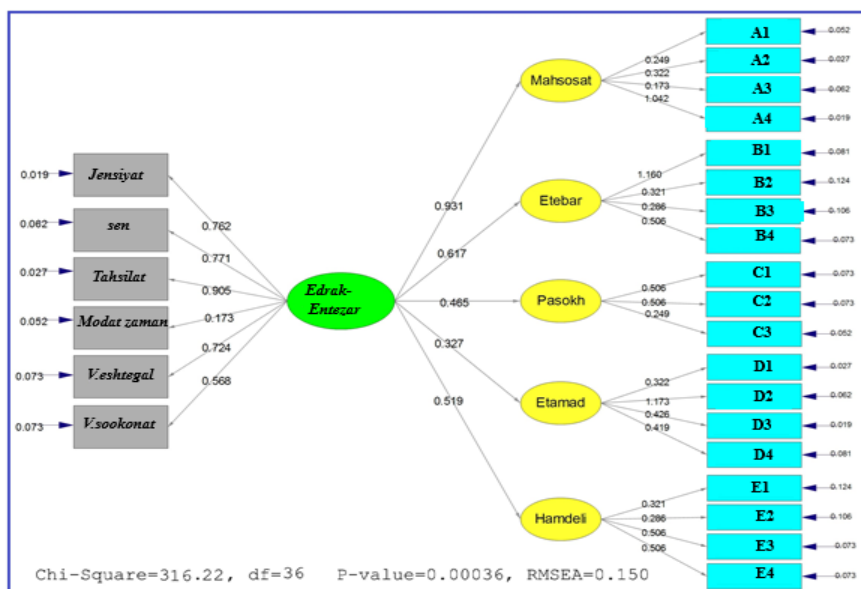 0.019
Jensiyat
0.062
sen
0.027
Tahsilat
0.052
Modat zaman
0.073
V.eshtegal
0.073
V.sookonat
0.762
0.771
0.905
0.173
0.724
0.568
Edrak-
Entezar
0.931
0.617
0.465
0.327
0.519
Mahsosat
0.249
0.322
0.173
1.042
A1
0.052
A2
0.027
A3
0.062
A4
0.019
Etebar
1.160
0.321
0.286
0.506
B1
0.081
B2
0.124
B3
0.106
B4
0.073
Pasokh
0.506
0.506
0.249
C1
0.073
C2
0.073
C3
0.052
Etamad
0.322
1.173
0.426
0.419
D1
0.027
D2
0.062
D3
0.019
D4
0.081
Hamdeli
0.321
0.286
0.506
0.506
E1
0.124
E2
0.106
E3
0.073
E4
0.073
Chi-Square=316.22, df=36 P-value=0.00036, RMSEA=0.150